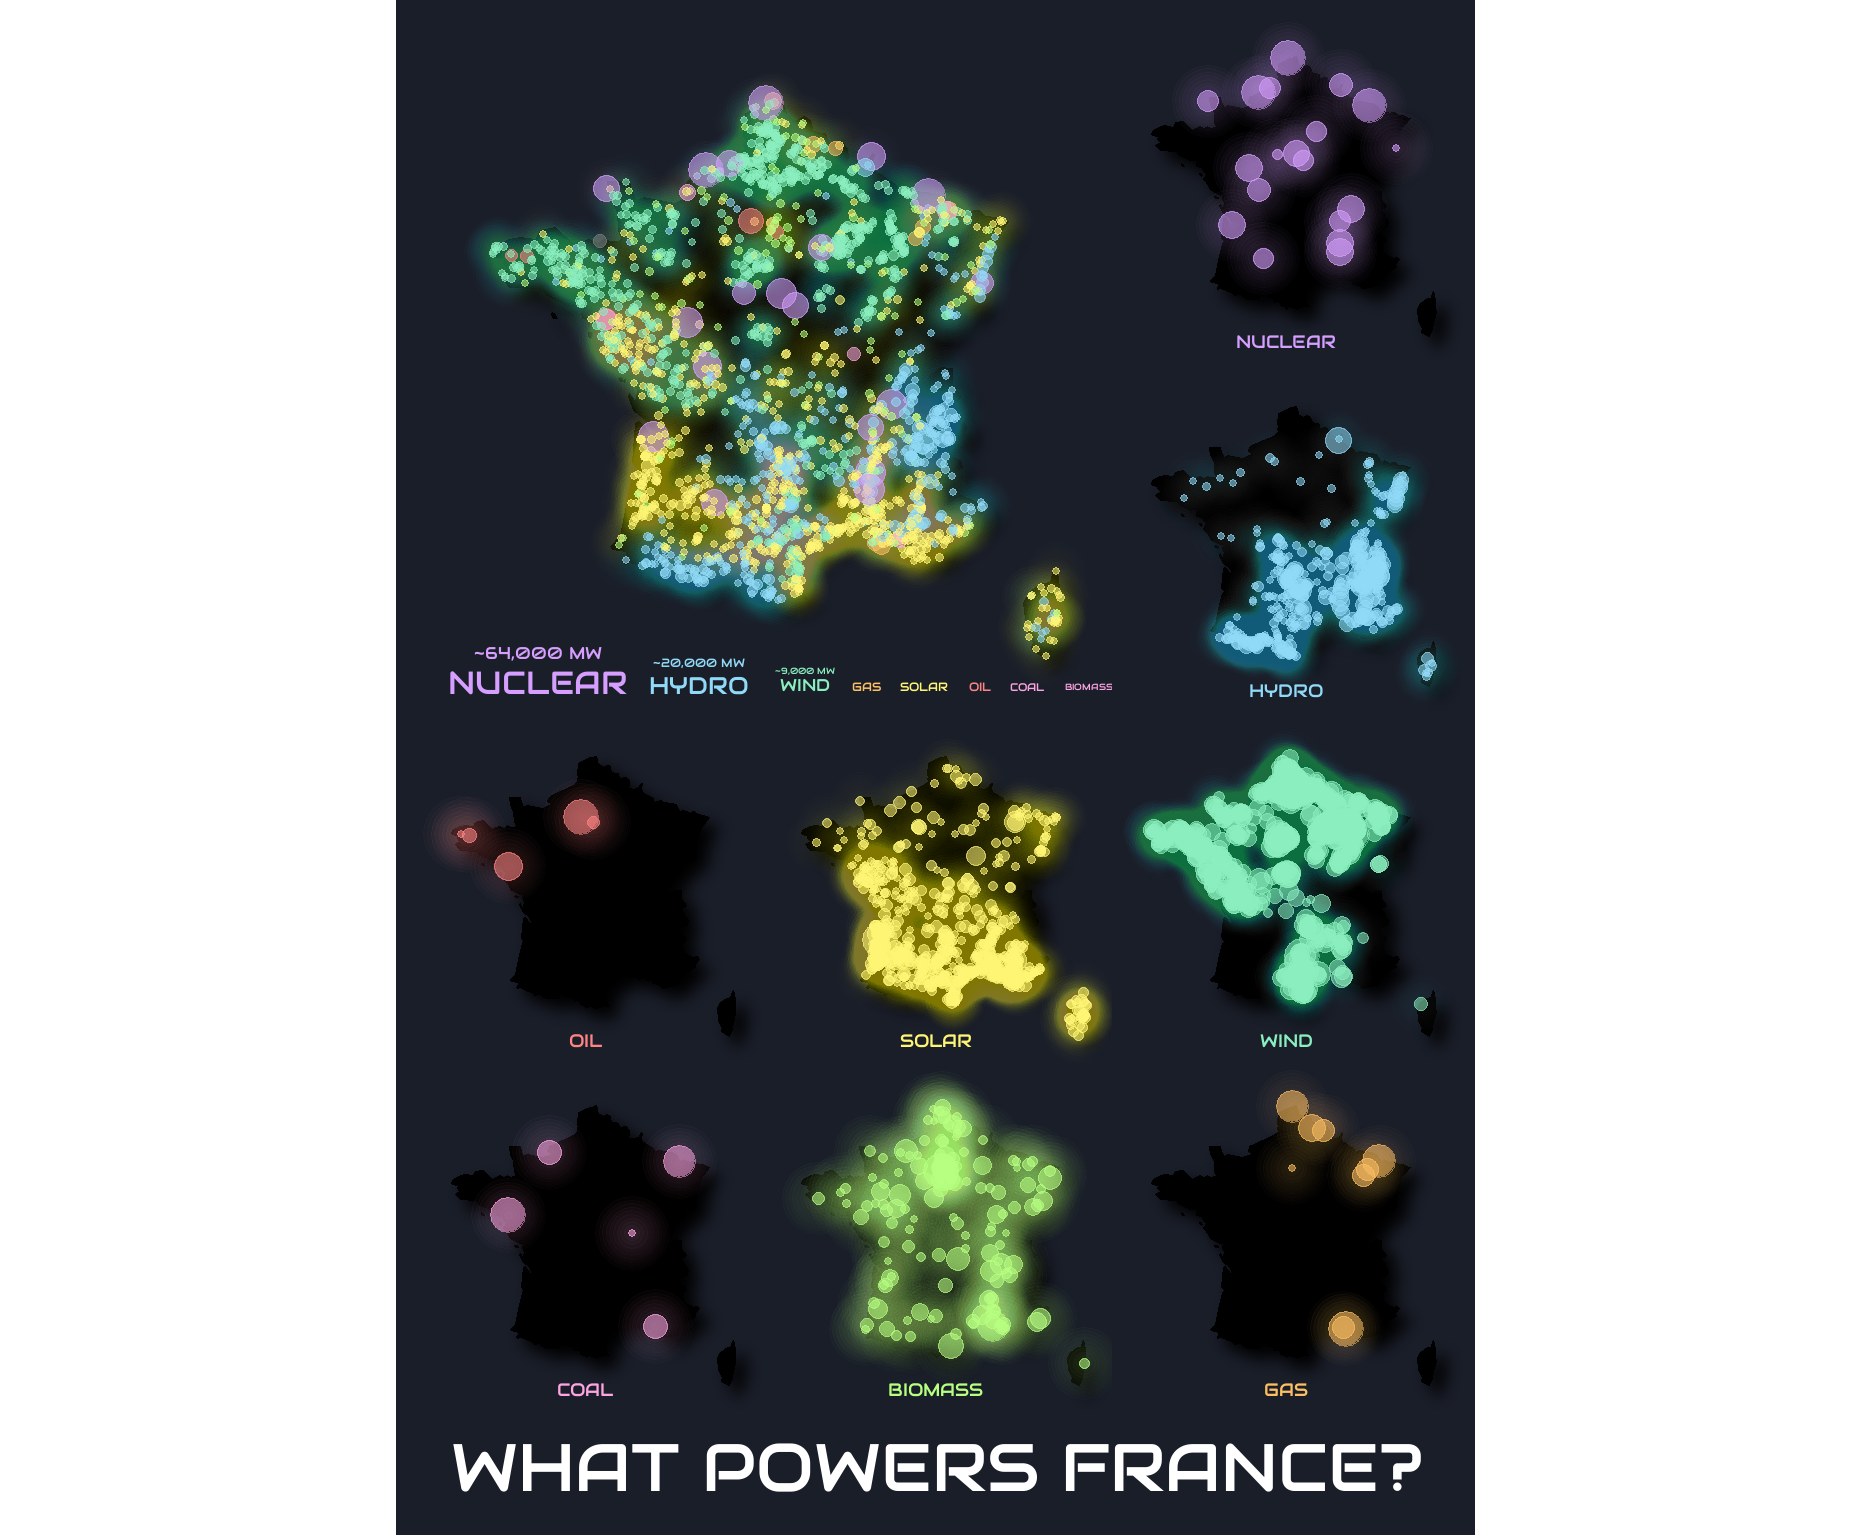 NUCLEAR
~64,000 MW
NUCLEAR
~20,000 MW
HYDRO
~9,000 MW
WIND
GAS
SOLAR
OIL
COAL
BIOMASS
HYDRO
OIL
SOLAR
WIND
COAL
BIOMASS
GAS
WHAT POWERS FRANCE?